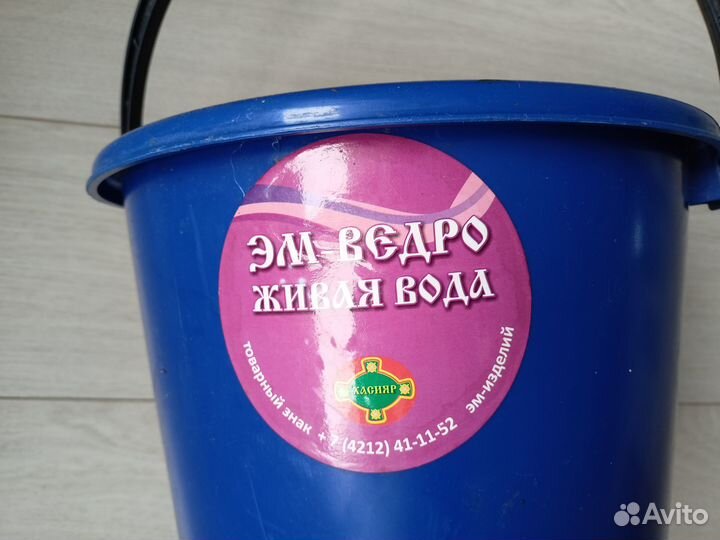 ЭМ-ВЕДРО
ЖИВАЯ ВОДА
ХАСИЯР
товарный знак + 7 (4212) 41-11-52 эм-изделий
Avito